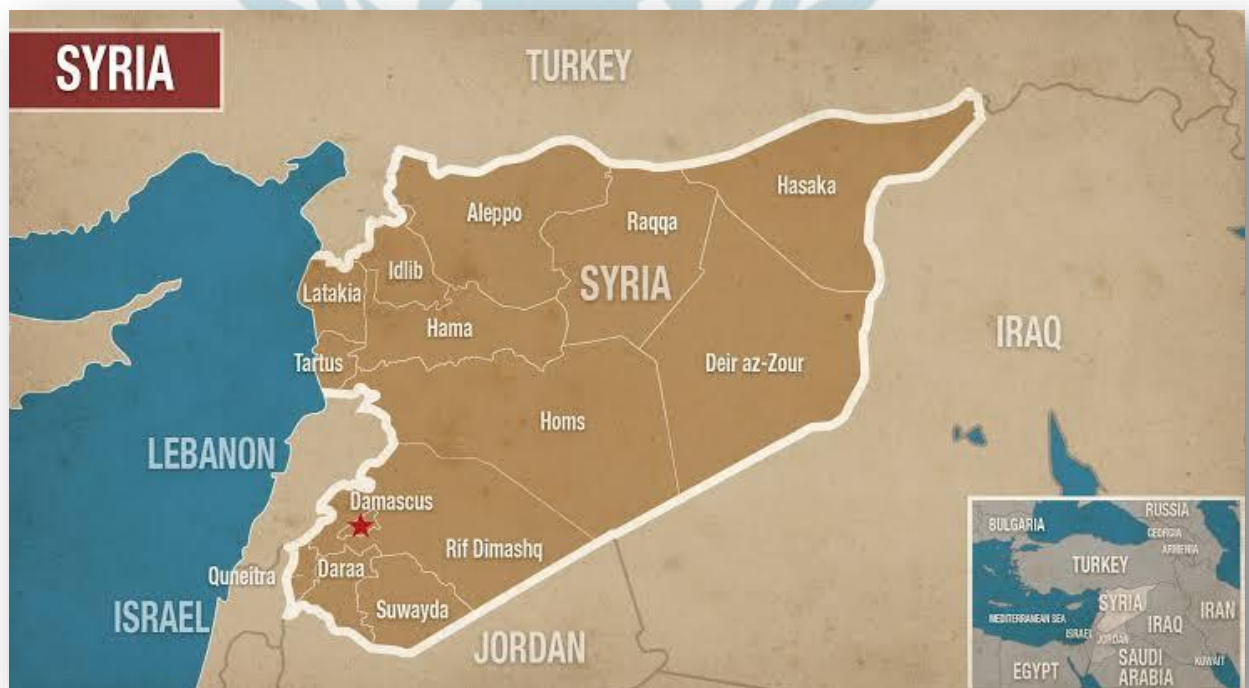 SYRIA
TURKEY
Hasaka
Aleppo
Raqqa
Idlib
SYRIA
Latakia
Hama
IRAQ
Tartus
Deir az-Zour
Homs
LEBANON
Damascus
Rif Dimashq
Daraa
Quneitra
Suwayda
ISRAEL
JORDAN
RUSSIA
BULGARIA
GEORGIA
ARMENIA
TURKEY
SYRIA
IRAN
MEDITERRANEAN SEA
IRAQ
ISRAEL
JORDAN
SAUDI
ARABIA
KUWAIT
EGYPT